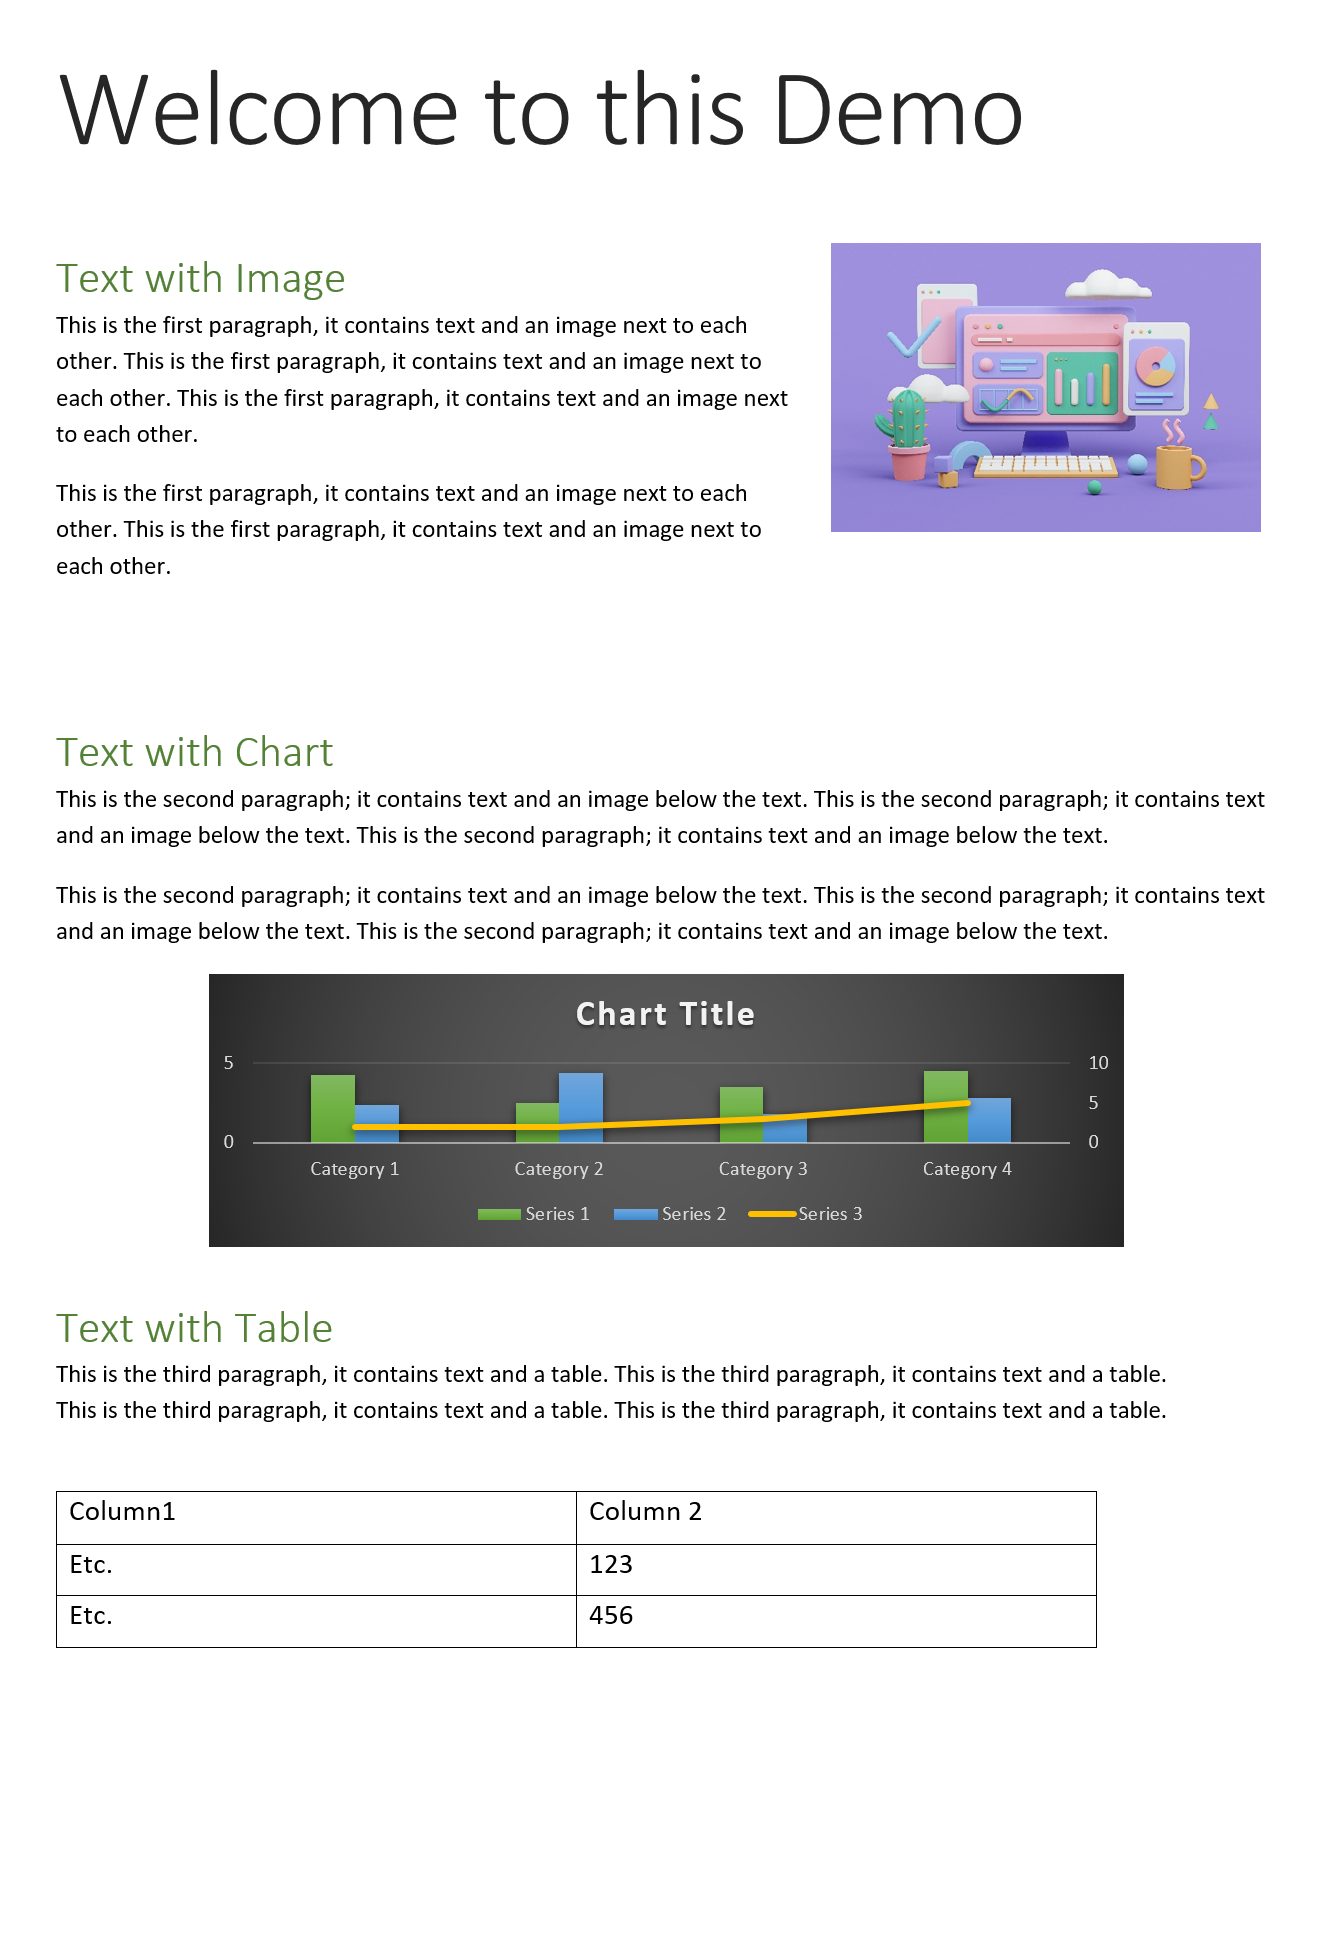 Welcome to this Demo
Text with Image
This is the first paragraph, it contains text and an image next to each
other. This is the first paragraph, it contains text and an image next to
each other. This is the first paragraph, it contains text and an image next
to each other.
This is the first paragraph, it contains text and an image next to each
other. This is the first paragraph, it contains text and an image next to
each other.
Text with Chart
This is the second paragraph; it contains text and an image below the text. This is the second paragraph; it contains text
and an image below the text. This is the second paragraph; it contains text and an image below the text.
This is the second paragraph; it contains text and an image below the text. This is the second paragraph; it contains text
and an image below the text. This is the second paragraph; it contains text and an image below the text.
Chart Title
5 10
5
0 0
Category 1 Category 2 Category 3 Category 4
Series 1 Series 2 Series 3
Text with Table
This is the third paragraph, it contains text and a table. This is the third paragraph, it contains text and a table.
This is the third paragraph, it contains text and a table. This is the third paragraph, it contains text and a table.
Column1 Column 2
Etc. 123
Etc. 456